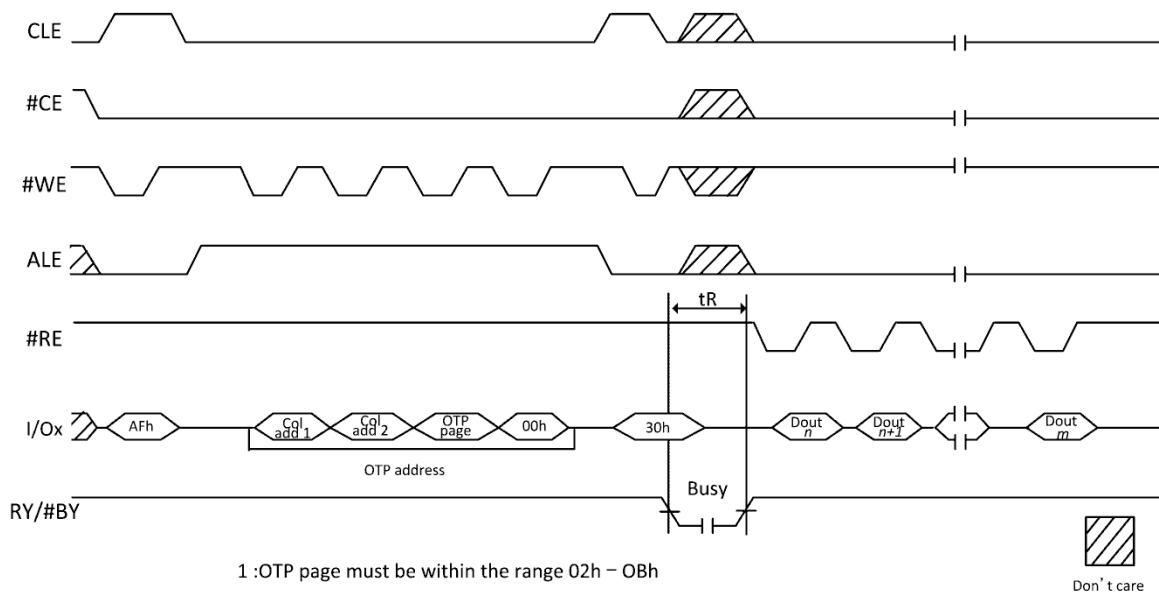 CLE
#CE
#WE
ALE
tR
#RE
I/Ox
AFh
Col
add 1
Col
add 2
OTP
page
00h
30h
Dout
n
Dout
n+1
Dout
m
OTP address
Busy
RY/#BY
1 :OTP page must be within the range 02h – OBh
Don't care